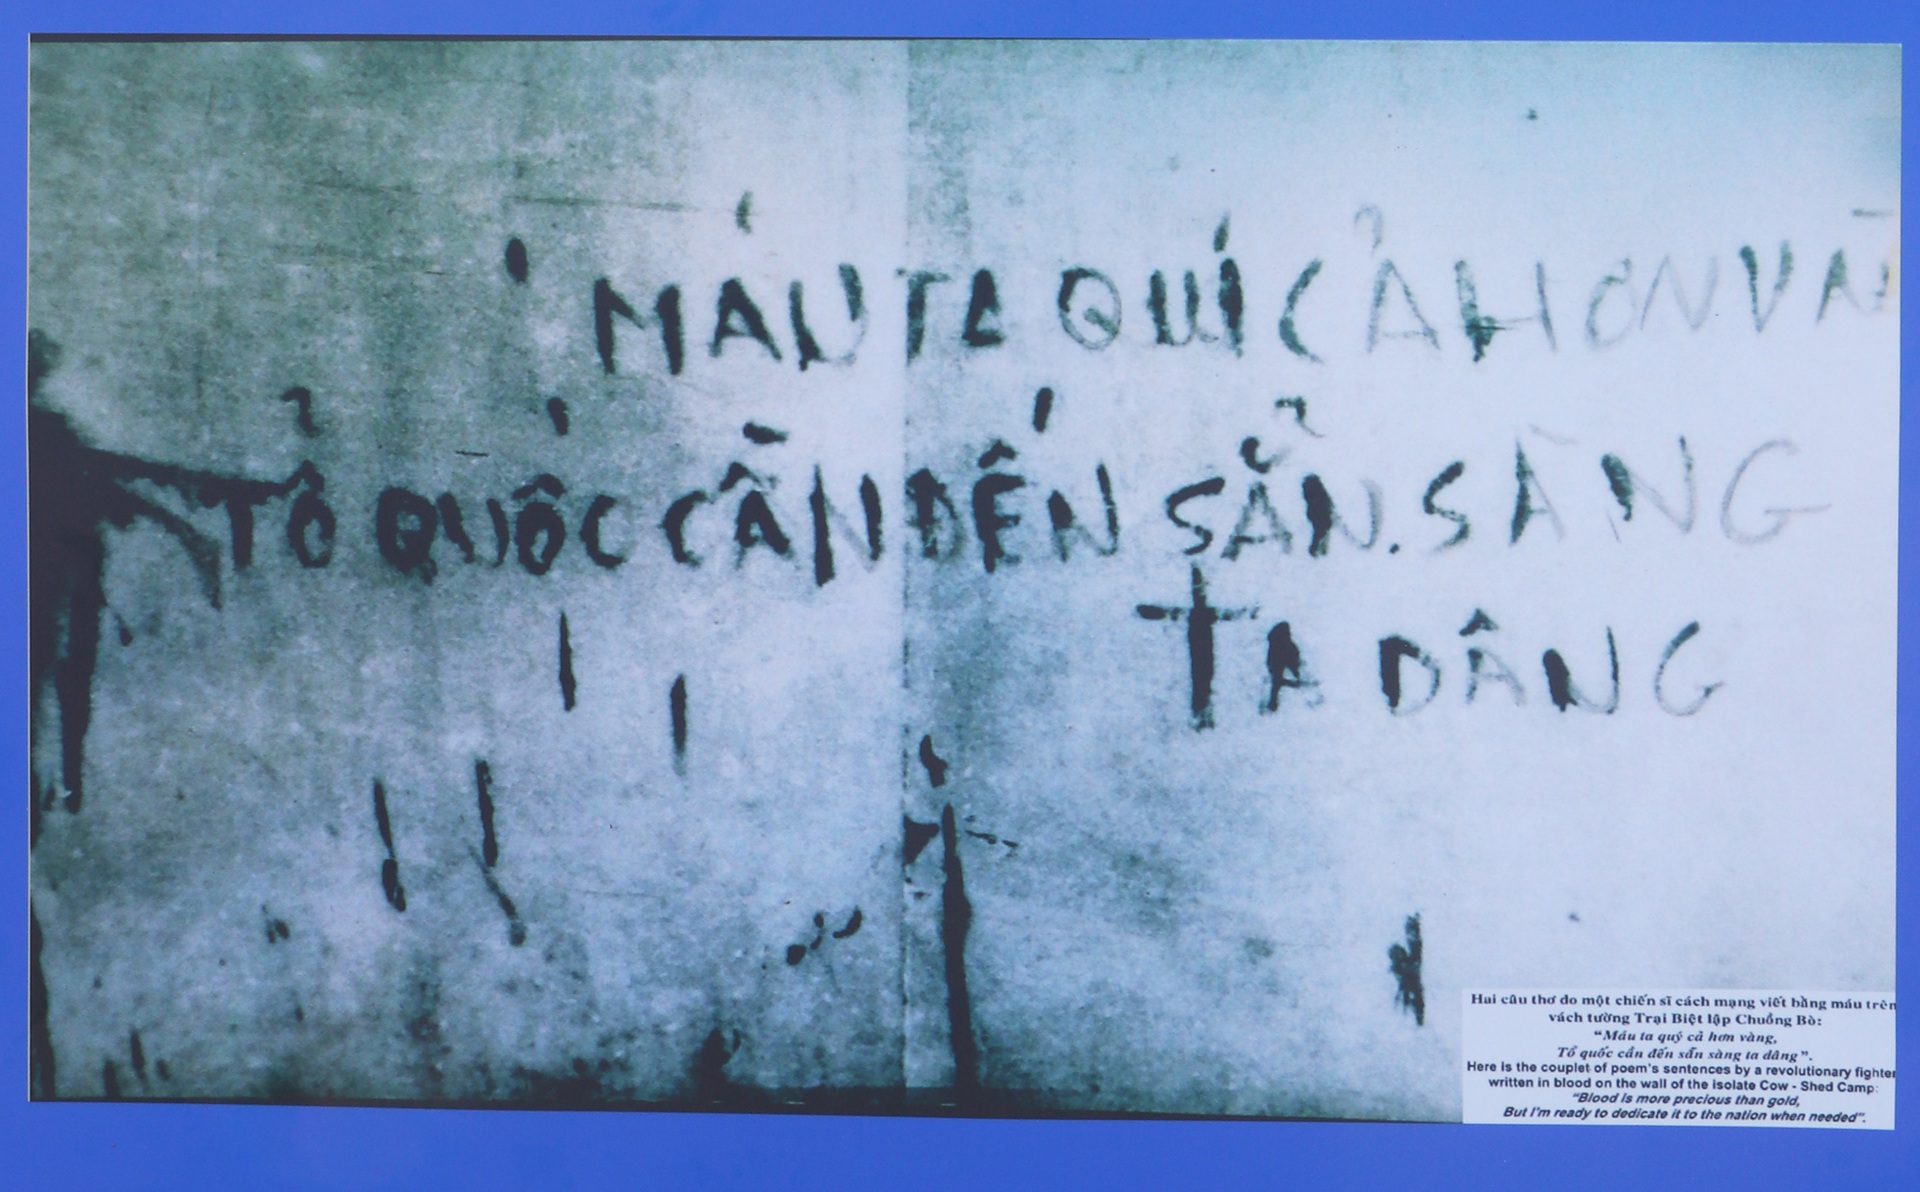 MÁU TA QUÍ CẢ HƠN VÀ
TỔ QUỐC CẦN ĐẾN SẴN. SÀNG
TA DÂNG
Hai câu thơ do một chiến sĩ cách mạng viết bằng máu trên
vách tường Trại Biệt lập Chuồng Bò:
“Máu ta quý cả hơn vàng,
Tổ quốc cần đến sẵn sàng ta dâng”.
Here is the couplet of poem's sentences by a revolutionary fighter
written in blood on the wall of the isolate Cow - Shed Camp:
“Blood is more precious than gold,
But I'm ready to dedicate it to the nation when needed”.